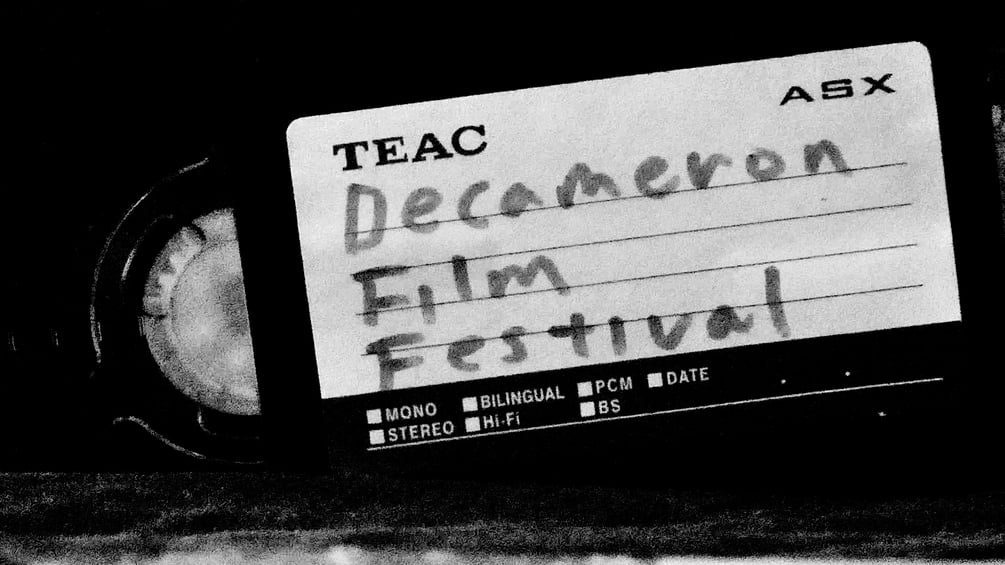 ASX
TEAC
Decameron
Film
Festival
MONO BILINGUAL PCM DATE
STEREO Hi-Fi BS